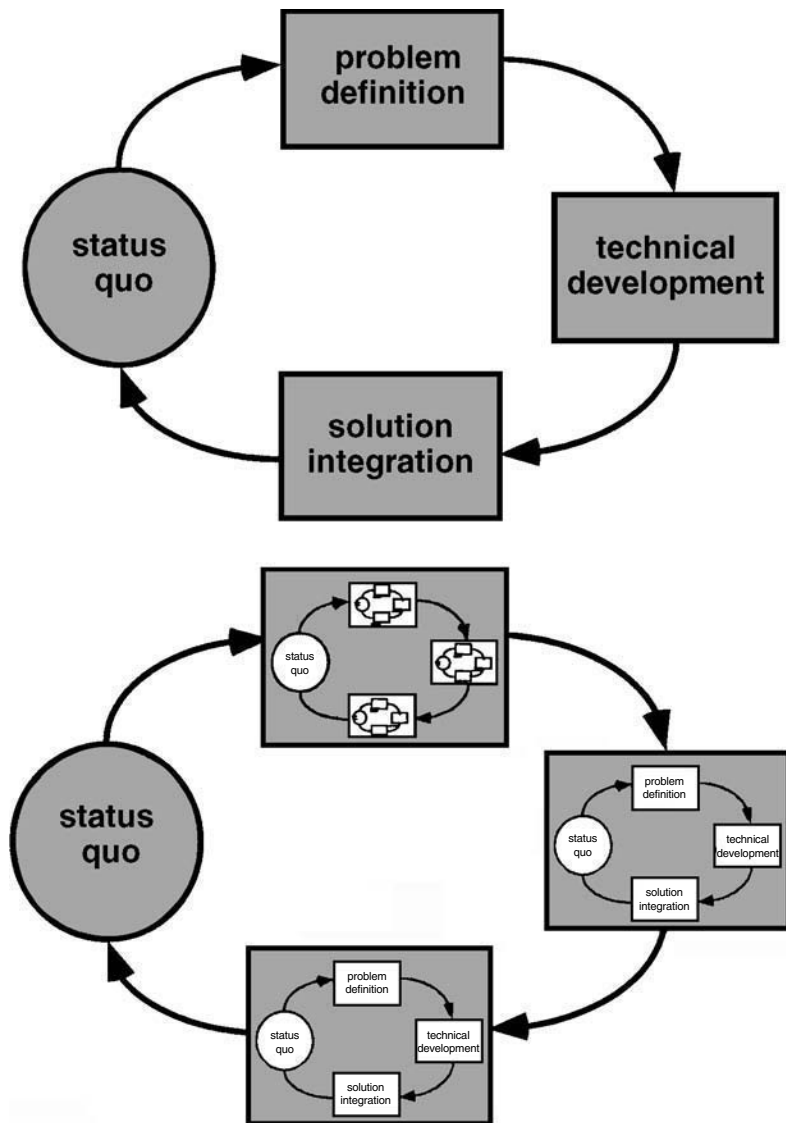 problem
definition
status
quo
technical
development
solution
integration
status
quo
status
quo
problem
definition
status
quo
technical
development
solution
integration
problem
definition
status
quo
technical
development
solution
integration